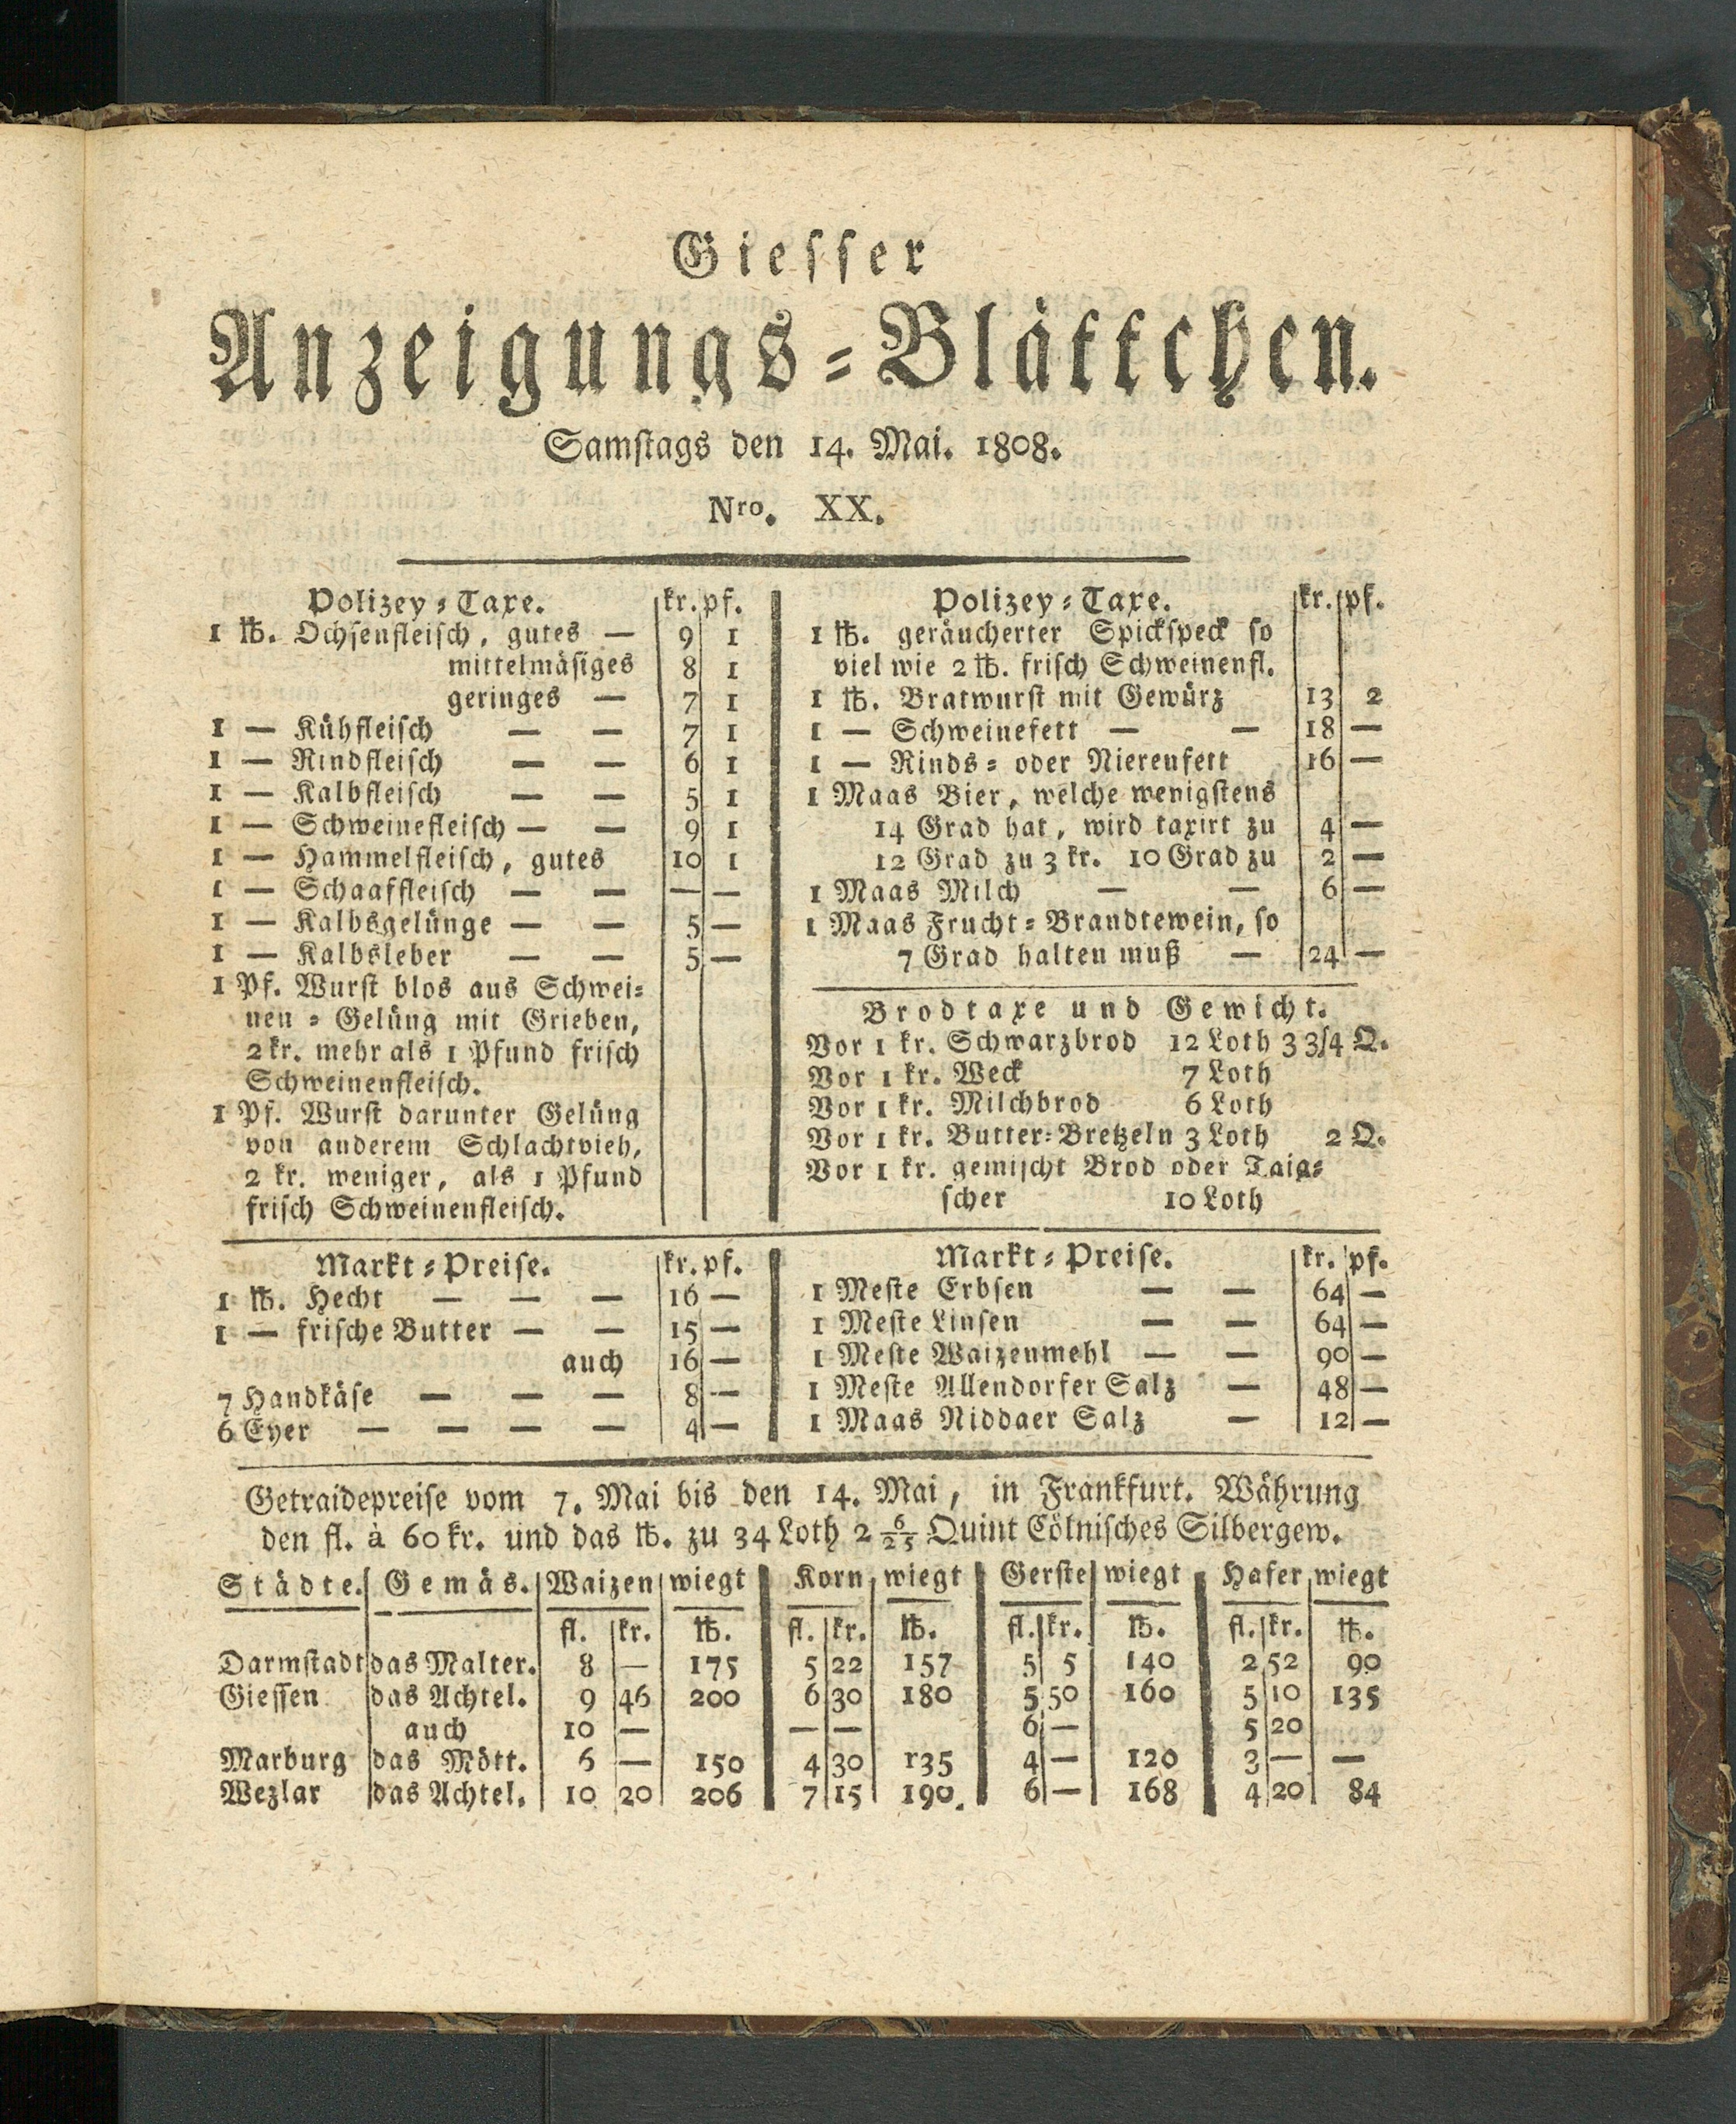 Giesser
Anzeigungs-Blättchen.
Samstags den 14. Mai. 1808.
Nro. XX.
Polizey-Taxe. kr. pf.
1 ℔. Ochsenfleisch, gutes — 9 1
mittelmäsiges 8 1
geringes — 7 1
1 — Kühfleisch — — 7 1
1 — Rindfleisch — — 6 1
1 — Kalbfleisch — — 5 1
1 — Schweinefleisch — — 9 1
1 — Hammelfleisch, gutes 10 1
1 — Schaaffleisch — — — —
1 — Kalbsgelünge — — 5 —
1 — Kalbsleber — — 5 —
1 Pf. Wurst blos aus Schwei-
nen-Gelüng mit Grieben,
2 kr. mehr als 1 Pfund frisch
Schweinenfleisch.
1 Pf. Wurst darunter Gelüng
von anderem Schlachtvieh,
2 kr. weniger, als 1 Pfund
frisch Schweinenfleisch.
Polizey-Taxe. kr. pf.
1 ℔. geräucherter Spickspeck so
viel wie 2 ℔. frisch Schweinenfl.
1 ℔. Bratwurst mit Gewürz 13 2
1 — Schweinefett — — 18 —
1 — Rinds- oder Nierenfett 16 —
1 Maas Bier, welche wenigstens
14 Grad hat, wird taxirt zu 4 —
12 Grad zu 3 kr. 10 Grad zu 2 —
1 Maas Milch — — 6 —
1 Maas Frucht-Brandtewein, so
7 Grad halten muß — 24 —
Brodtaxe und Gewicht.
Vor 1 kr. Schwarzbrod 12 Loth 3 3/4 Q.
Vor 1 kr. Weck 7 Loth
Vor 1 kr. Milchbrod 6 Loth
Vor 1 kr. Butter-Bretzeln 3 Loth 2 Q.
Vor 1 kr. gemischt Brod oder Taig-
scher 10 Loth
Markt-Preise. kr. pf.
1 ℔. Hecht — — — 16 —
1 — frische Butter — — 15 —
auch 16 —
7 Handkäse — — — 8 —
6 Eyer — — — — 4 —
Markt-Preise. kr. pf.
1 Meste Erbsen — — 64 —
1 Meste Linsen — — 64 —
1 Meste Waizenmehl — — 90 —
1 Meste Allendorfer Salz — 48 —
1 Maas Niddaer Salz — 12 —
Getraidepreise vom 7. Mai bis den 14. Mai, in Frankfurt. Währung
den fl. à 60 kr. und das ℔. zu 34 Loth 2 6/25 Quint Cölnisches Silbergew.
Städte. Gemäs. Waizen wiegt Korn wiegt Gerste wiegt Hafer wiegt
fl. kr. ℔. fl. kr. ℔. fl. kr. ℔. fl. kr. ℔.
Darmstadt das Malter. 8 — 175 5 22 157 5 5 140 2 52 90
Giessen das Achtel. 9 46 200 6 30 180 5 50 160 5 10 135
auch 10 — — — 6 — 5 20
Marburg das Mött. 6 — 150 4 30 135 4 — 120 3 — —
Wezlar das Achtel. 10 20 206 7 15 190. 6 — 168 4 20 84